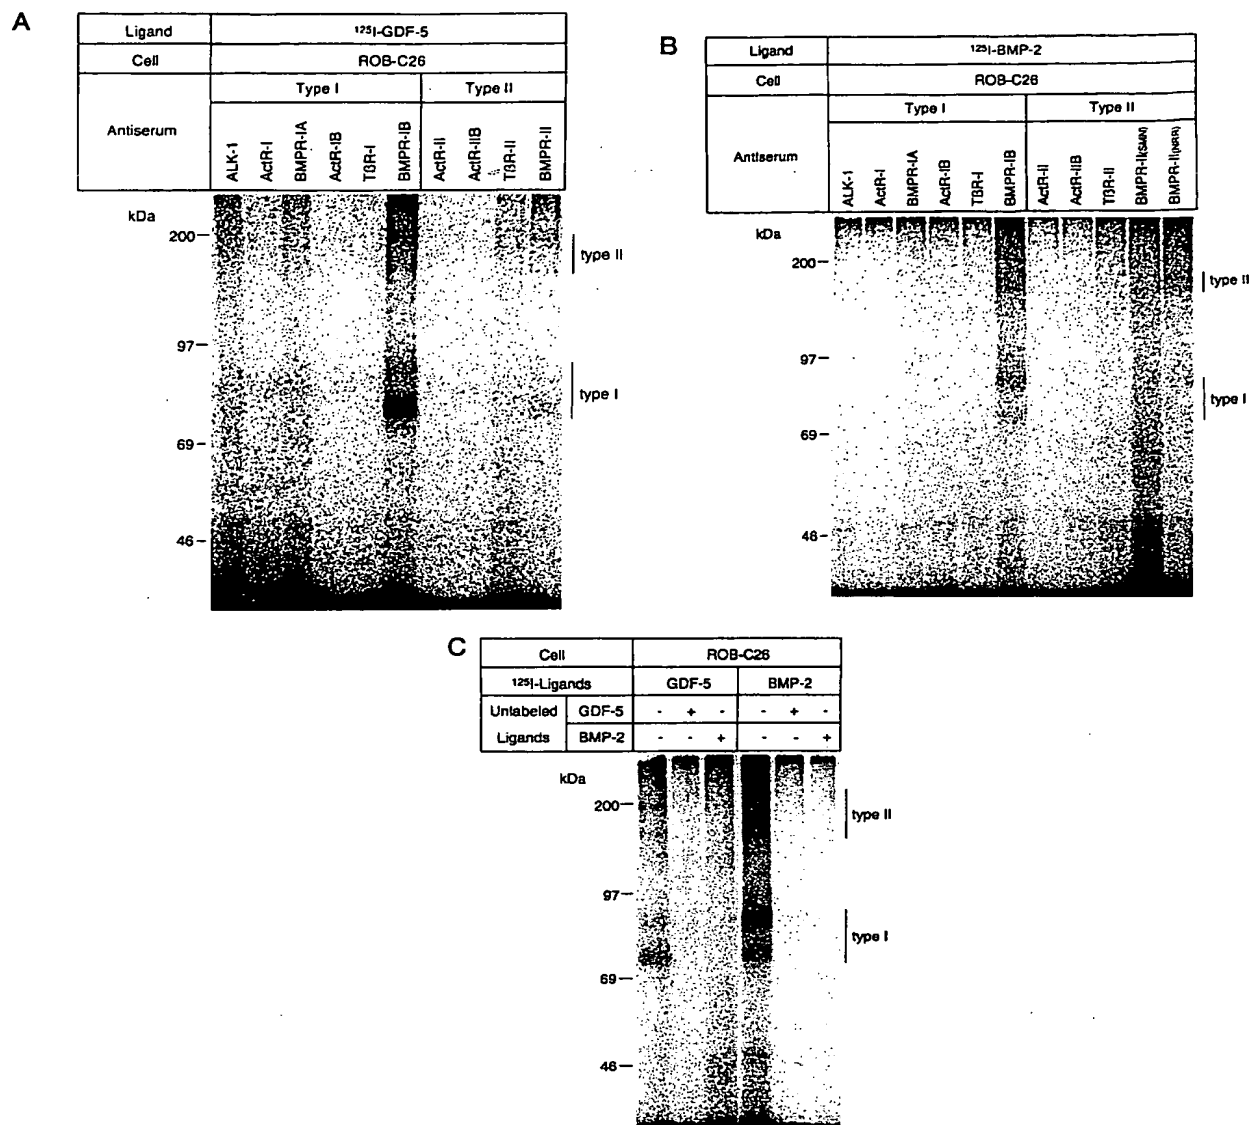 A
Ligand ¹²⁵I-GDF-5
Cell ROB-C26
Antiserum Type I Type II
ALK-1 ActR-I BMPR-IA ActR-IB TβR-I BMPR-IB ActR-II ActR-IIB TβR-II BMPR-II
kDa
200
97
69
46
type II
type I
B
Ligand ¹²⁵I-BMP-2
Cell ROB-C26
Antiserum Type I Type II
ALK-1 ActR-I BMPR-IA ActR-IB TβR-I BMPR-IB ActR-II ActR-IIB TβR-II BMPR-II(SMN) BMPR-II(NRR)
kDa
200
97
69
46
type II
type I
C
Cell ROB-C26
¹²⁵I-Ligands GDF-5 BMP-2
Unlabeled GDF-5 - + - - + -
Ligands BMP-2 - - + - - +
kDa
200
97
69
46
type II
type I